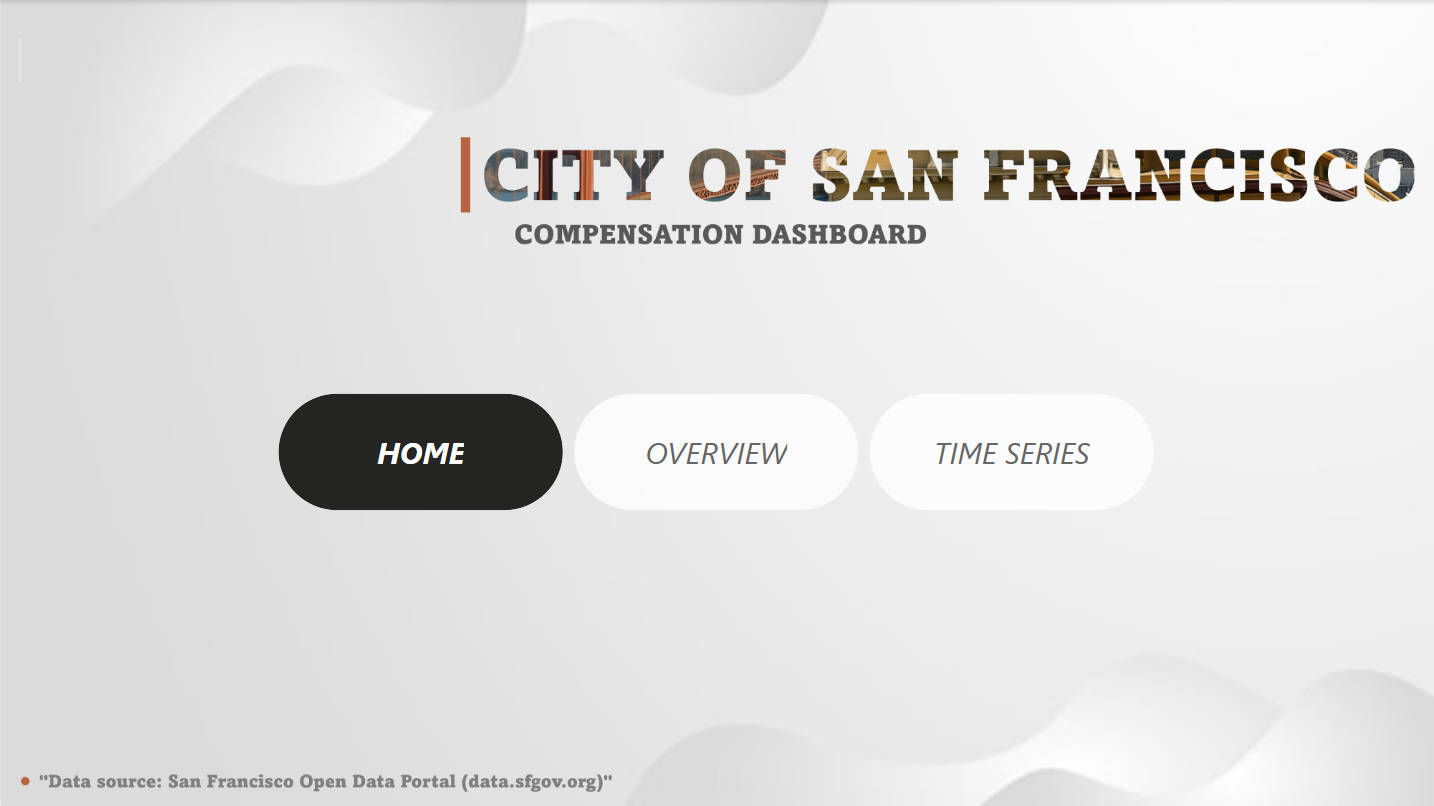 CITY OF SAN FRANCISCO
COMPENSATION DASHBOARD
HOME
OVERVIEW
TIME SERIES
"Data source: San Francisco Open Data Portal (data.sfgov.org)"